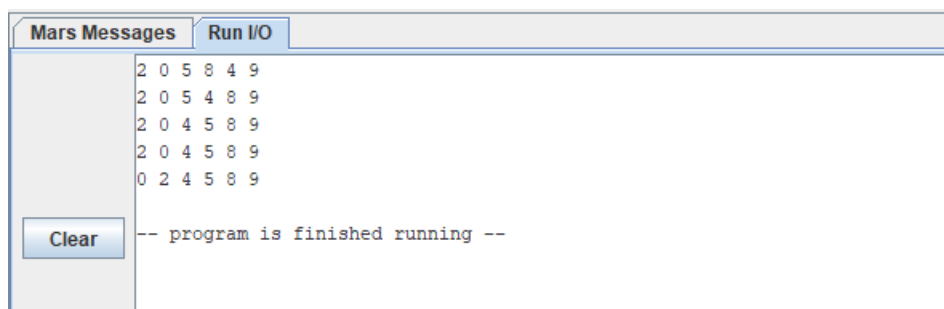 Mars Messages Run I/O
2 0 5 8 4 9
2 0 5 4 8 9
2 0 4 5 8 9
2 0 4 5 8 9
0 2 4 5 8 9
Clear
-- program is finished running --